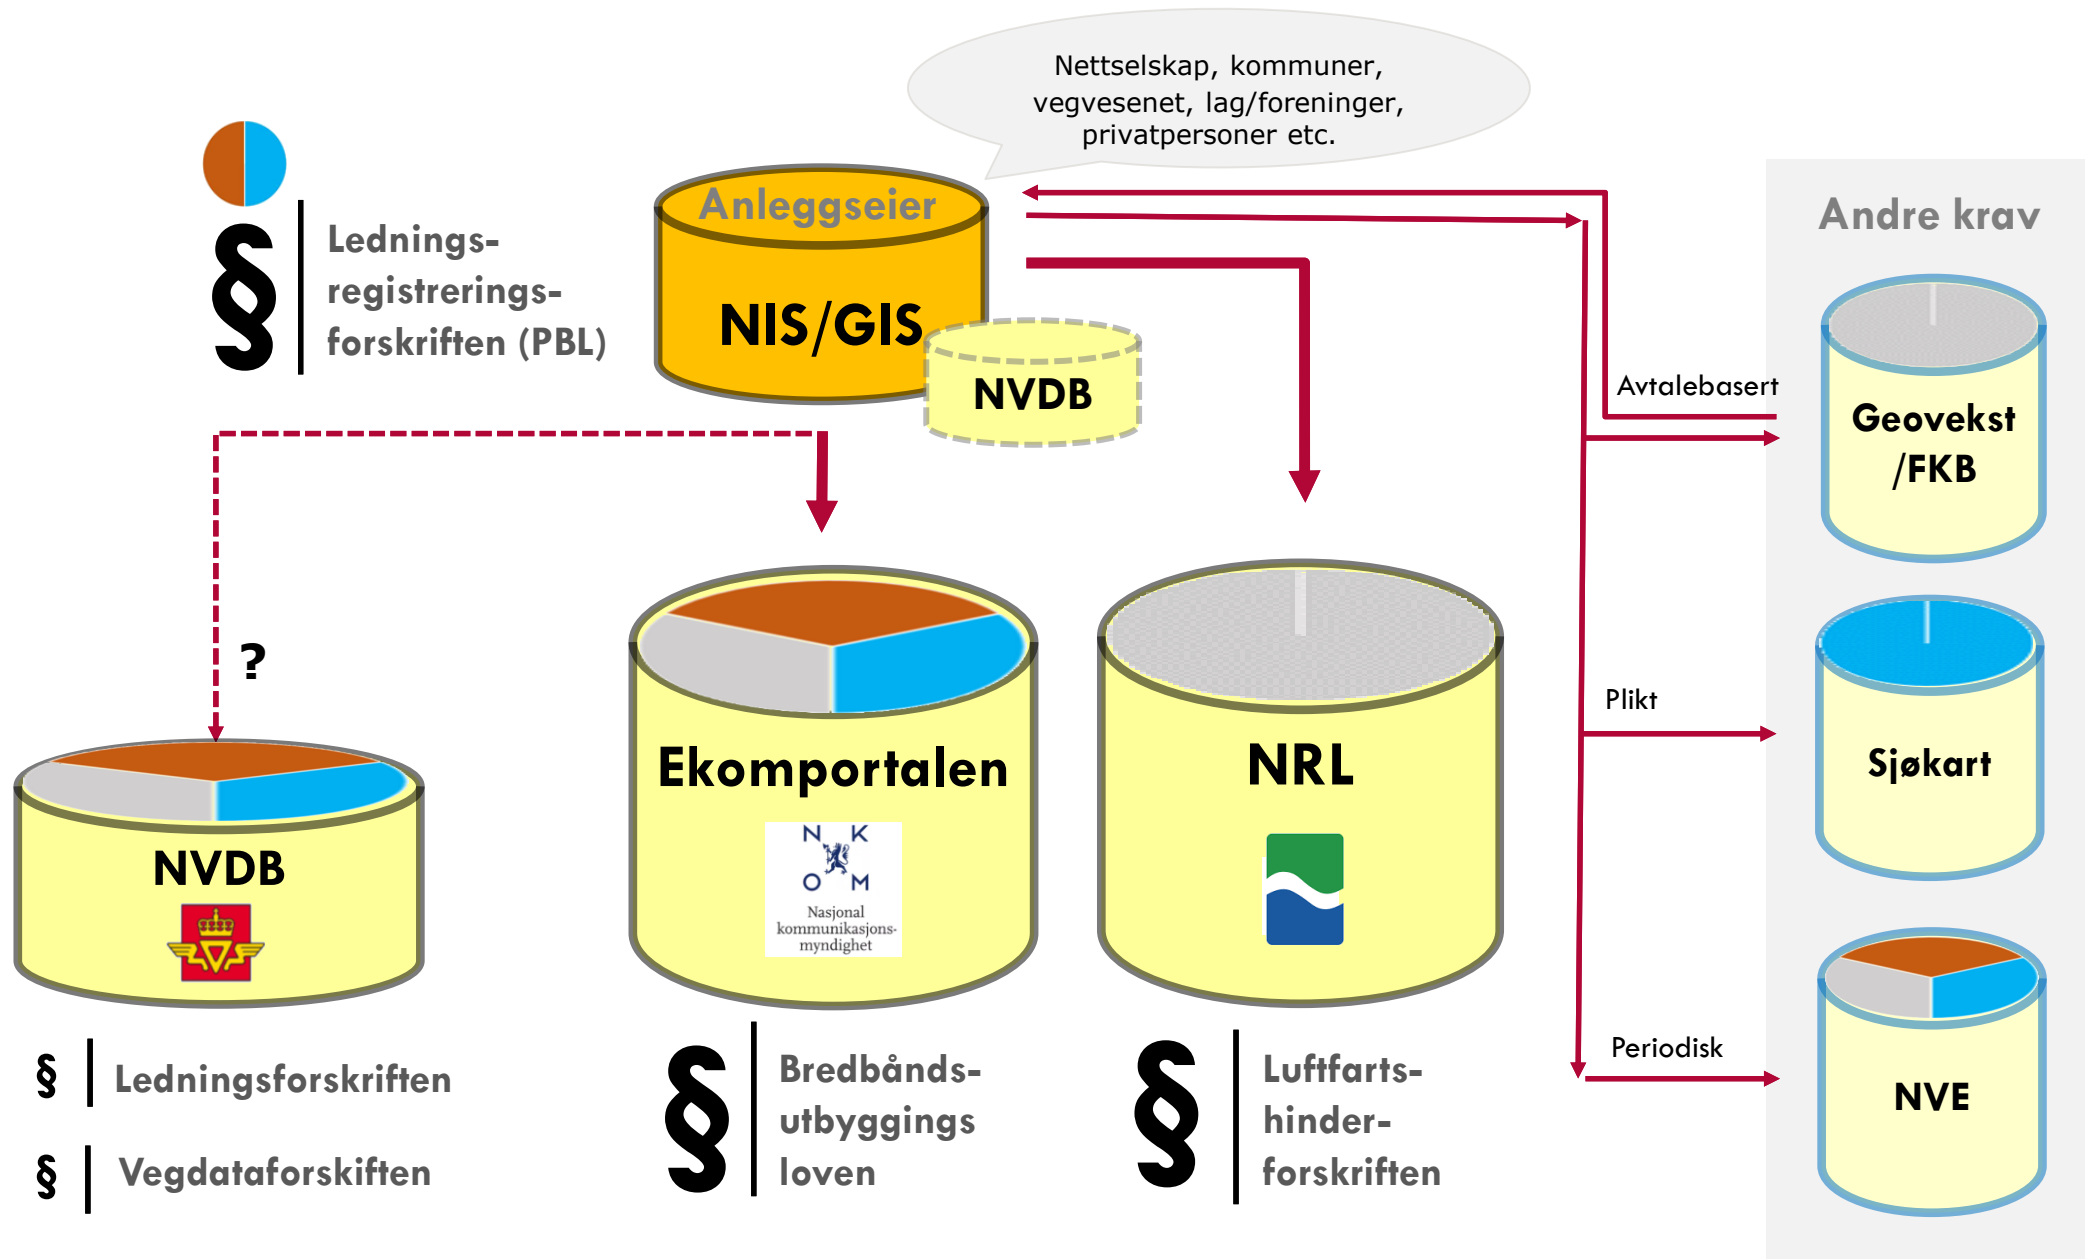 Nettselskap, kommuner,
vegvesenet, lag/foreninger,
privatpersoner etc.
Anleggseier
NIS/GIS
NVDB
§
Lednings-
registrerings-
forskriften (PBL)
Andre krav
Avtalebasert
Geovekst
/FKB
?
Plikt
Sjøkart
Periodisk
NVE
NVDB
Ekomportalen
N K
O M
Nasjonal
kommunikasjons-
myndighet
NRL
§ Ledningsforskriften
§ Vegdataforskiften
§
Bredbånds-
utbyggings
loven
§
Luftfarts-
hinder-
forskriften